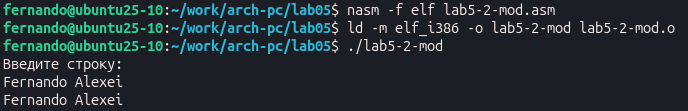 fernando@ubuntu25-10:~/work/arch-pc/lab05$ nasm -f elf lab5-2-mod.asm
fernando@ubuntu25-10:~/work/arch-pc/lab05$ ld -m elf_i386 -o lab5-2-mod lab5-2-mod.o
fernando@ubuntu25-10:~/work/arch-pc/lab05$ ./lab5-2-mod
Введите строку:
Fernando Alexei
Fernando Alexei